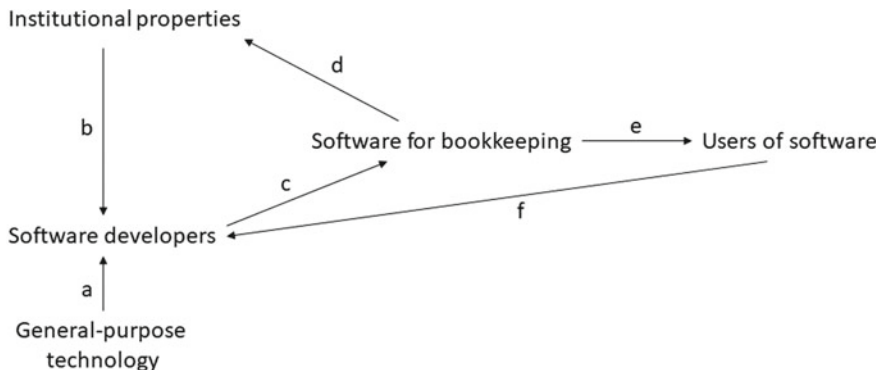 Institutional properties
d
b
Software for bookkeeping
e
Users of software
c
f
Software developers
a
General-purpose
technology